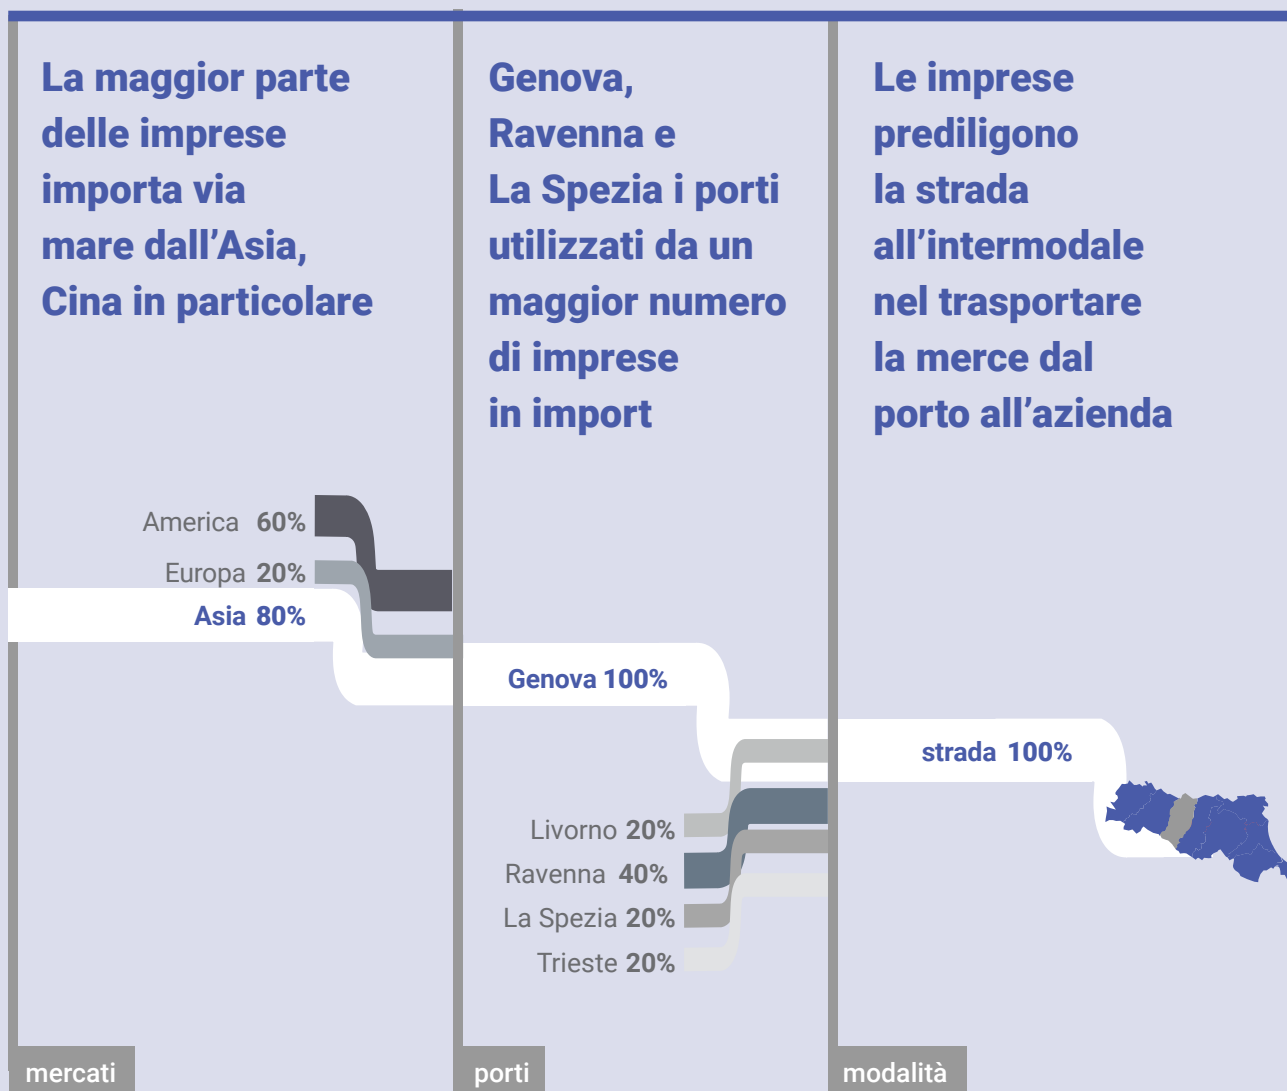 La maggior parte
delle imprese
importa via
mare dall’Asia,
Cina in particolare
America 60%
Europa 20%
Asia 80%
mercati
Genova,
Ravenna e
La Spezia i porti
utilizzati da un
maggior numero
di imprese
in import
Genova 100%
Livorno 20%
Ravenna 40%
La Spezia 20%
Trieste 20%
porti
Le imprese
prediligono
la strada
all’intermodale
nel trasportare
la merce dal
porto all’azienda
strada 100%
modalità